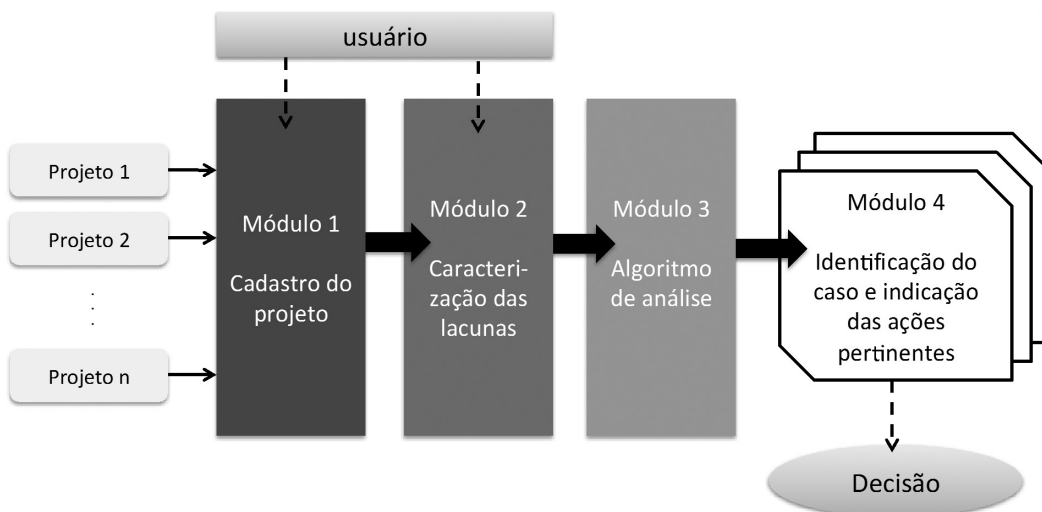 usuário
Projeto 1
Projeto 2
.
.
.
Projeto n
Módulo 1
Cadastro do
projeto
Módulo 2
Caracteri-
zação das
lacunas
Módulo 3
Algoritmo
de análise
Módulo 4
Identificação do
caso e indicação
das ações
pertinentes
Decisão